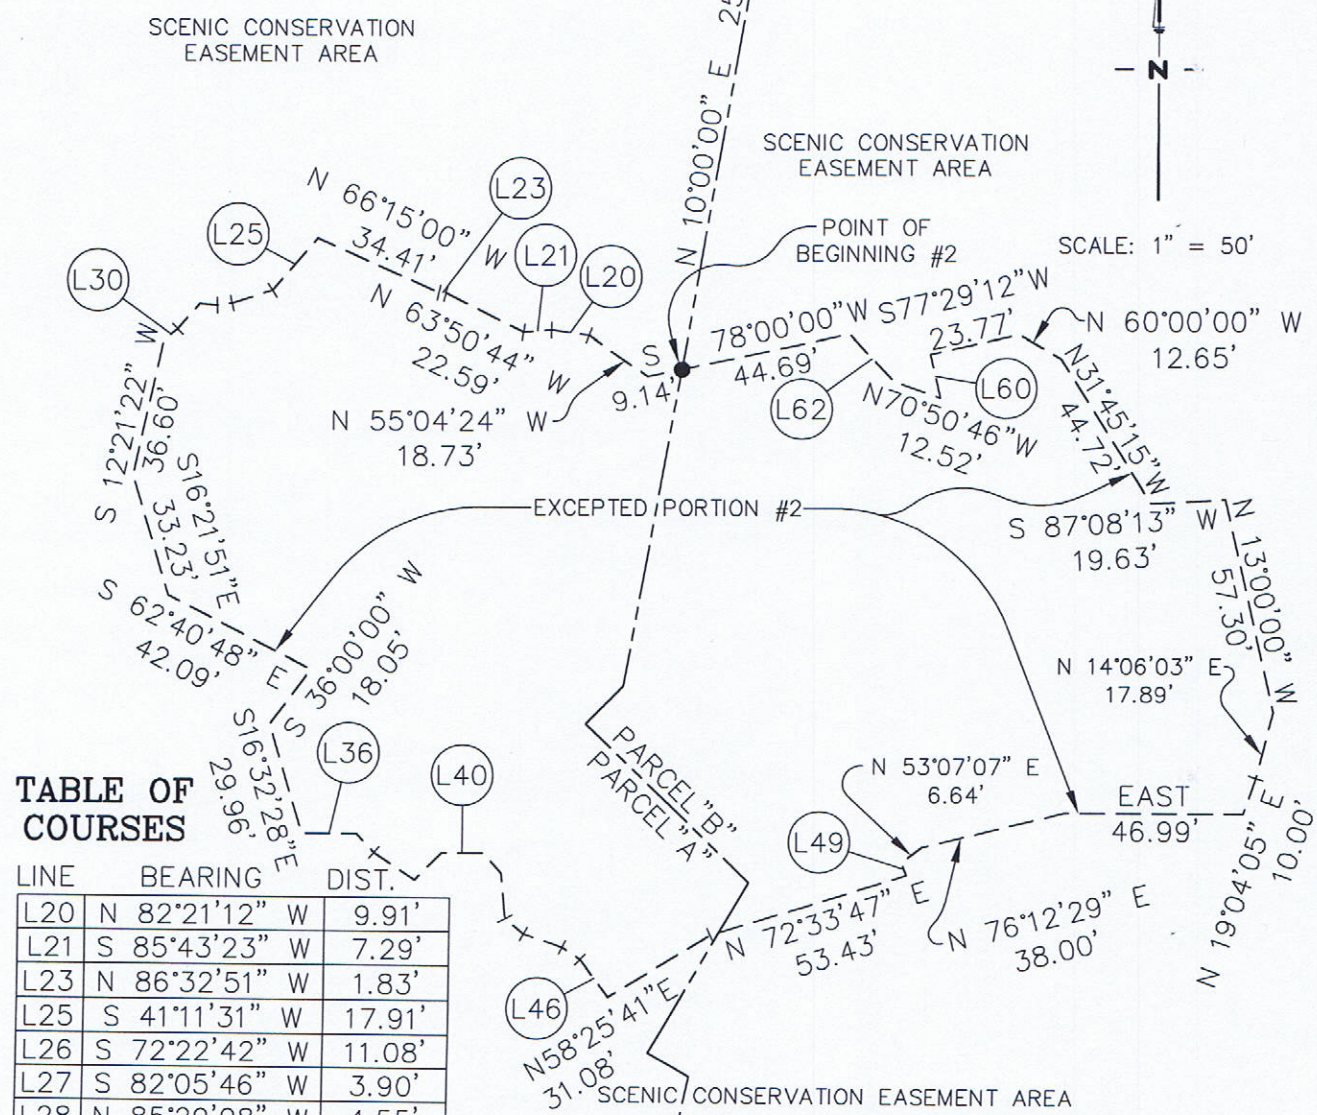 SCENIC CONSERVATION
EASEMENT AREA
N 10°00'00" E
N
SCENIC CONSERVATION
EASEMENT AREA
SCALE: 1" = 50'
POINT OF
BEGINNING #2
L23
N 66°15'00" W
34.41'
L25
L21
L20
L30
N 63°50'44" W
22.59'
N 55°04'24" W
18.73'
S 78°00'00" W
9.14'
44.69'
S77°29'12"W
23.77'
N 60°00'00" W
12.65'
L62
L60
N70°50'46"W
12.52'
N31°45'15"W
44.72'
S 12°21'22" W
36.60'
S16°21'51"E
33.23'
EXCEPTED PORTION #2
S 87°08'13" W
19.63'
N 13°00'00" W
57.30'
S 62°40'48" E
42.09'
S 36°00'00" W
18.05'
N 14°06'03" E
17.89'
S16°32'28"E
29.96'
L36
L40
PARCEL "B"
PARCEL "A"
N 53°07'07" E
6.64'
EAST
46.99'
L49
N 72°33'47" E
53.43'
N 76°12'29" E
38.00'
N 19°04'05" E
10.00'
L46
N58°25'41"E
31.08'
SCENIC CONSERVATION EASEMENT AREA
TABLE OF
COURSES
LINE BEARING DIST.
L20 N 82°21'12" W 9.91'
L21 S 85°43'23" W 7.29'
L23 N 86°32'51" W 1.83'
L25 S 41°11'31" W 17.91'
L26 S 72°22'42" W 11.08'
L27 S 82°05'46" W 3.90'